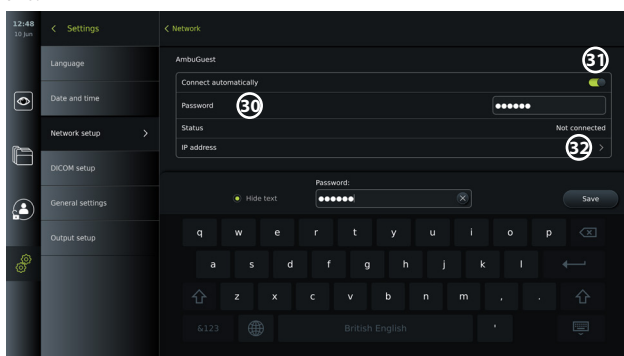 12:48
10 Jun
Settings
Network
Language
Date and time
Network setup
DICOM setup
General settings
Output setup
AmbuGuest
31
Connect automatically
Password 30 ●●●●●●
Status Not connected
IP address 32
Password:
Hide text ●●●●●● Save
q w e r t y u i o p
a s d f g h j k l
z x c v b n m , .
&123 British English '